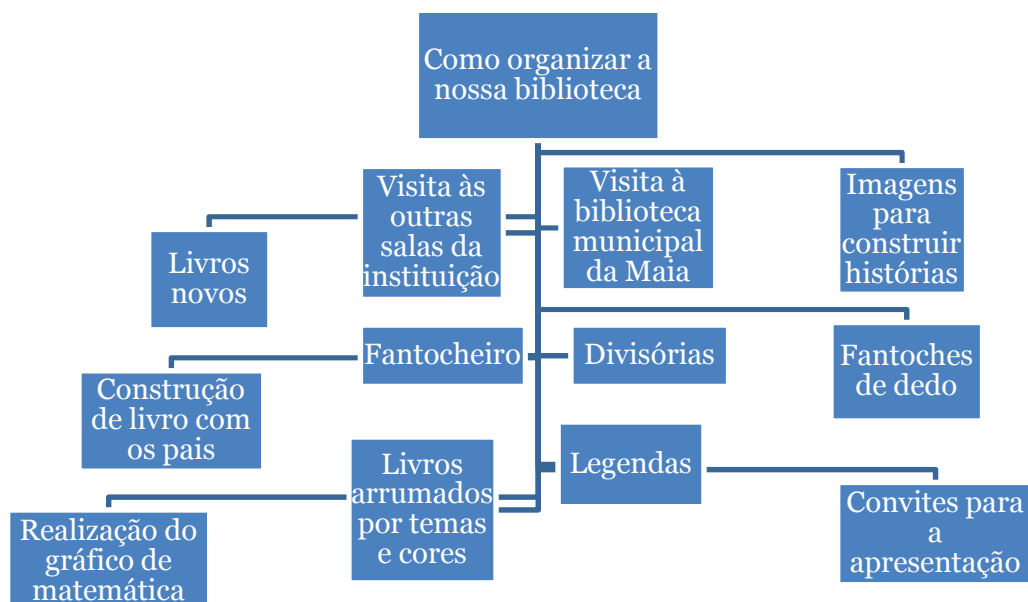 Como organizar a
nossa biblioteca
Visita às
outras
salas da
instituição
Visita à
biblioteca
municipal
da Maia
Imagens
para
construir
histórias
Livros
novos
Fantocheiro
Divisórias
Fantoches
de dedo
Construção
de livro com
os pais
Livros
arrumados
por temas
e cores
Legendas
Convites para
a
apresentação
Realização do
gráfico de
matemática